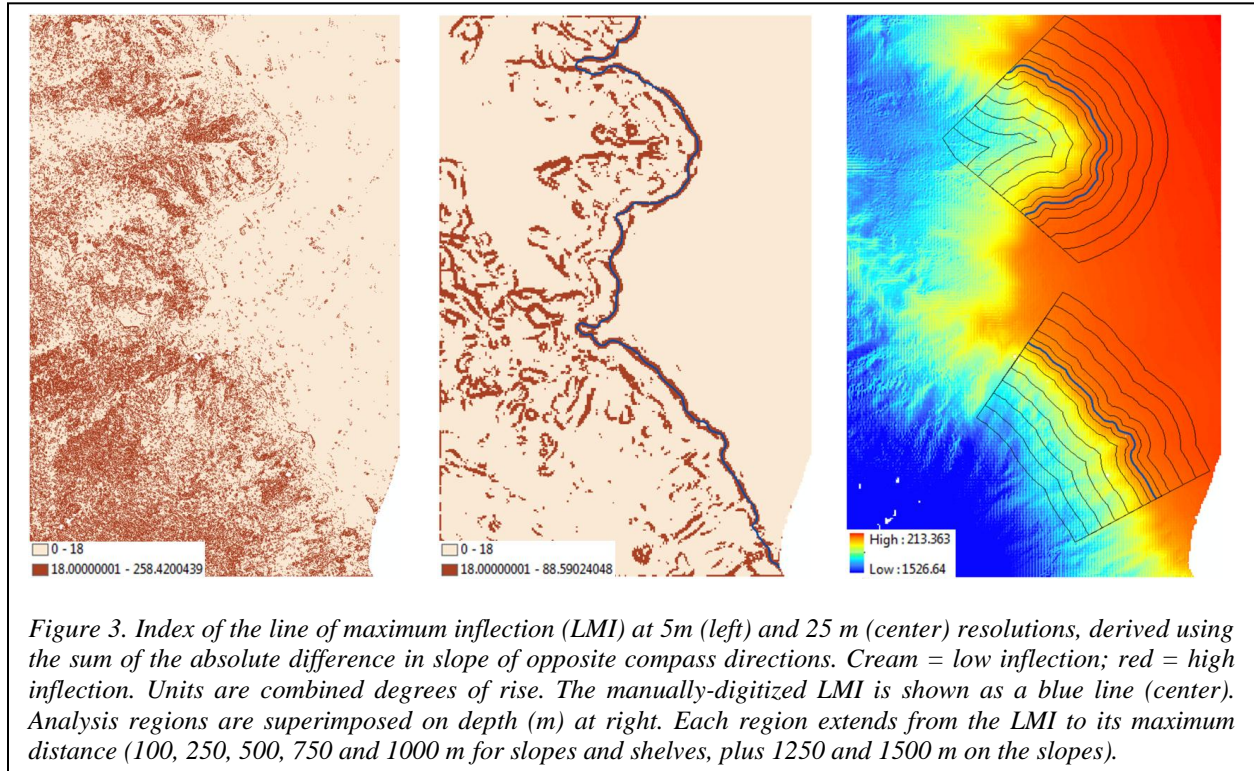 0 - 18
18.00000001 - 258.4200439
0 - 18
18.00000001 - 88.59024048
High : 213.363
Low : 1526.64
Figure 3. Index of the line of maximum inflection (LMI) at 5m (left) and 25 m (center) resolutions, derived using
the sum of the absolute difference in slope of opposite compass directions. Cream = low inflection; red = high
inflection. Units are combined degrees of rise. The manually-digitized LMI is shown as a blue line (center).
Analysis regions are superimposed on depth (m) at right. Each region extends from the LMI to its maximum
distance (100, 250, 500, 750 and 1000 m for slopes and shelves, plus 1250 and 1500 m on the slopes).